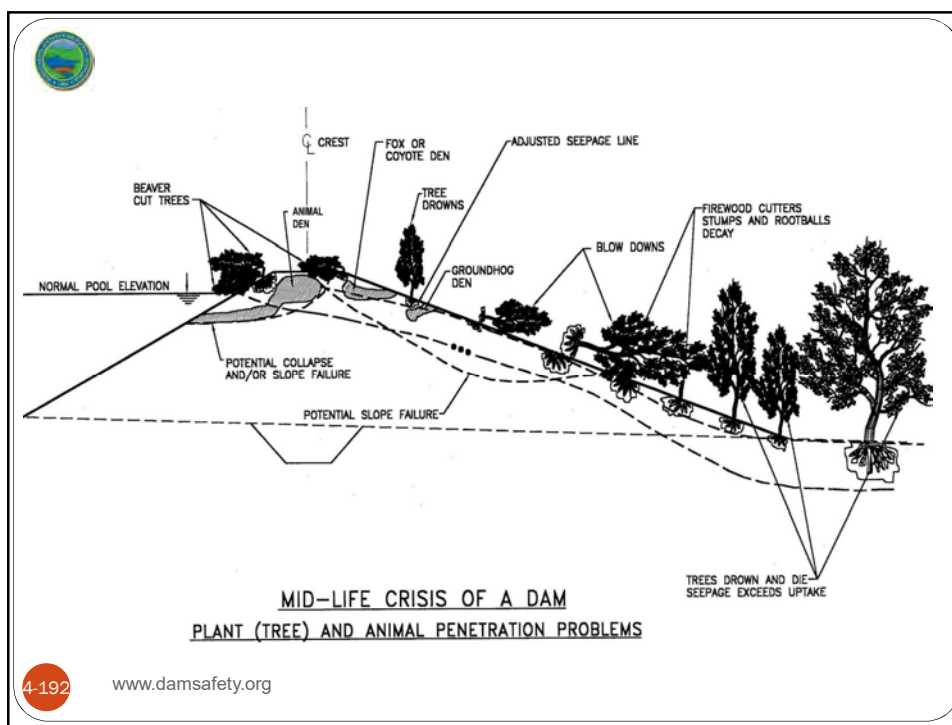 ℄ CREST
FOX OR
COYOTE DEN
ADJUSTED SEEPAGE LINE
BEAVER
CUT TREES
ANIMAL
DEN
TREE
DROWNS
FIREWOOD CUTTERS
STUMPS AND ROOTBALLS
DECAY
BLOW DOWNS
GROUNDHOG
DEN
NORMAL POOL ELEVATION
POTENTIAL COLLAPSE
AND/OR SLOPE FAILURE
POTENTIAL SLOPE FAILURE
TREES DROWN AND DIE
SEEPAGE EXCEEDS UPTAKE
MID-LIFE CRISIS OF A DAM
PLANT (TREE) AND ANIMAL PENETRATION PROBLEMS
4-192
www.damsafety.org